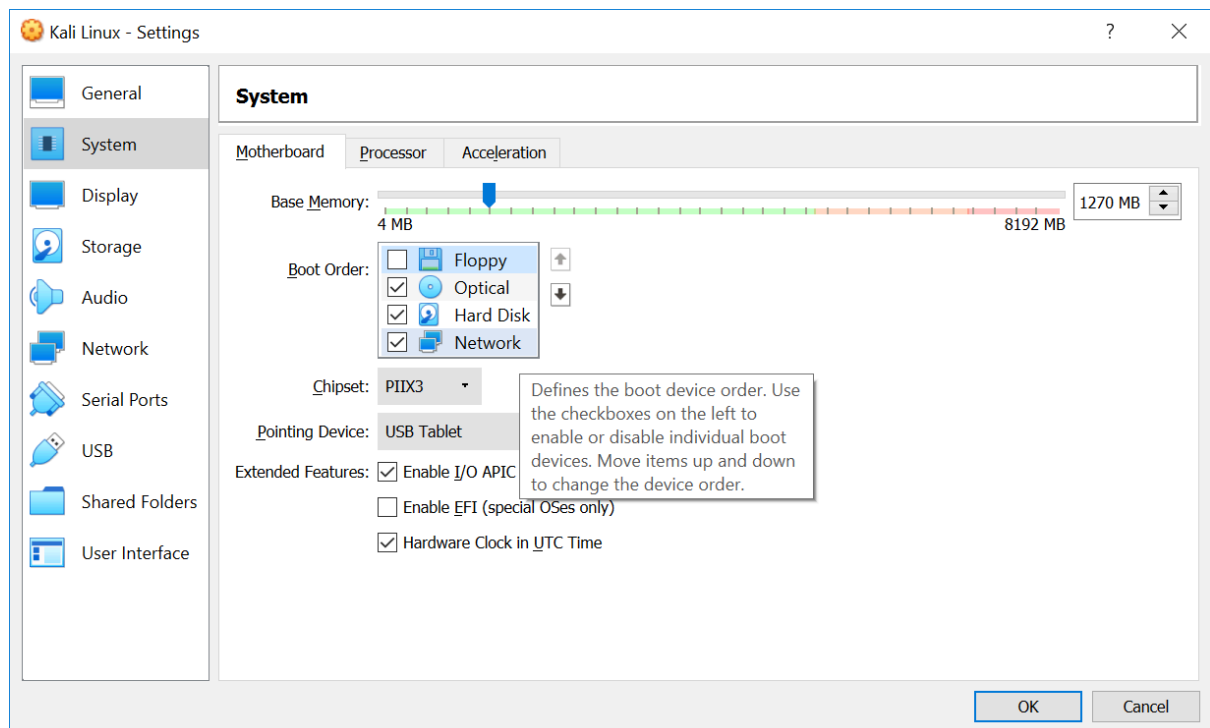 Kali Linux - Settings
?
General
System
Display
Storage
Audio
Network
Serial Ports
USB
Shared Folders
User Interface
System
Motherboard Processor Acceleration
Base Memory: 1270 MB
4 MB 8192 MB
Boot Order:
Floppy
Optical
Hard Disk
Network
Chipset: PIIX3
Pointing Device: USB Tablet
Extended Features: Enable I/O APIC
Enable EFI (special OSes only)
Hardware Clock in UTC Time
Defines the boot device order. Use
the checkboxes on the left to
enable or disable individual boot
devices. Move items up and down
to change the device order.
OK Cancel